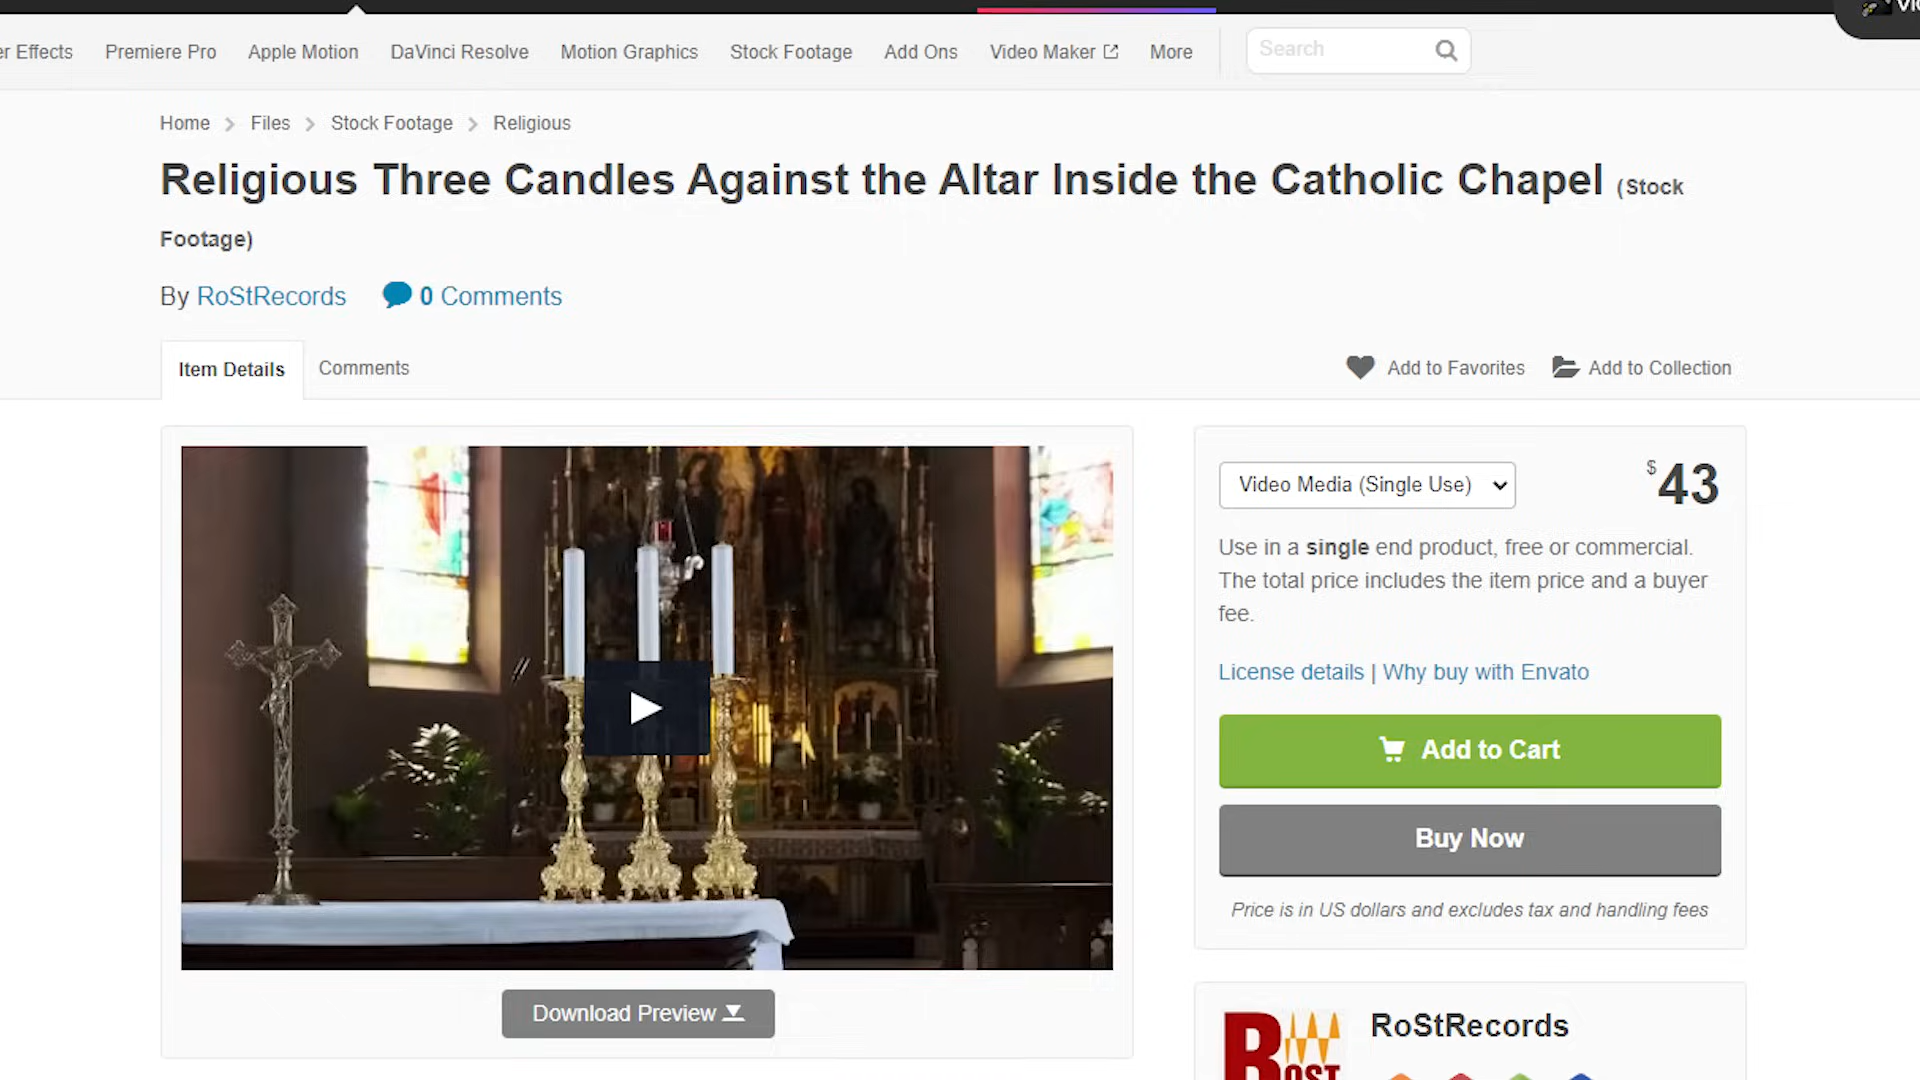 er Effects Premiere Pro Apple Motion DaVinci Resolve Motion Graphics Stock Footage Add Ons Video Maker More Search
Home > Files > Stock Footage > Religious
Religious Three Candles Against the Altar Inside the Catholic Chapel (Stock
Footage)
By RoStRecords 0 Comments
Item Details Comments Add to Favorites Add to Collection
Video Media (Single Use) $43
Use in a single end product, free or commercial.
The total price includes the item price and a buyer
fee.
License details | Why buy with Envato
Add to Cart
Buy Now
Price is in US dollars and excludes tax and handling fees
Download Preview
RoStRecords